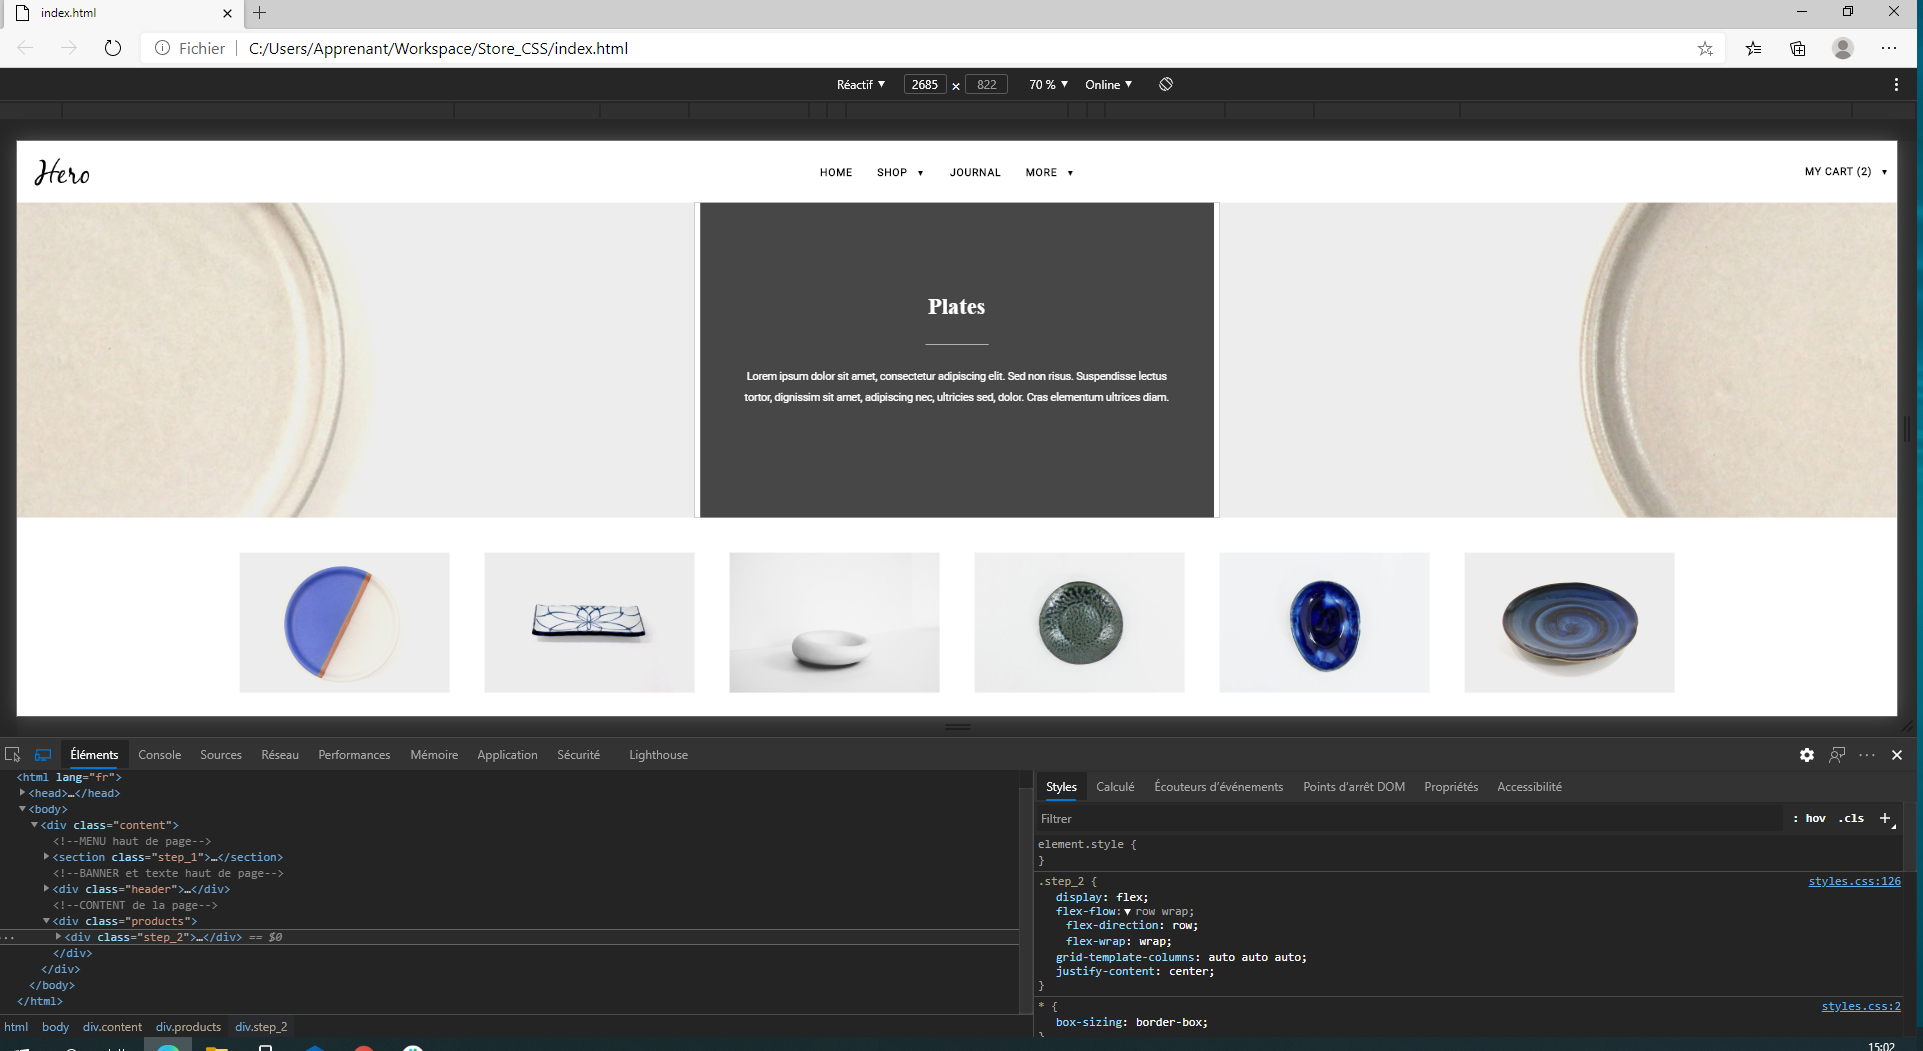 index.html
Fichier C:/Users/Apprenant/Workspace/Store_CSS/index.html
Réactif ▼ 2685 × 822 70 % ▼ Online ▼
Hero HOME SHOP ▼ JOURNAL MORE ▼ MY CART (2) ▼
Plates
Lorem ipsum dolor sit amet, consectetur adipiscing elit. Sed non risus. Suspendisse lectus
tortor, dignissim sit amet, adipiscing nec, ultricies sed, dolor. Cras elementum ultrices diam.
Éléments Console Sources Réseau Performances Mémoire Application Sécurité Lighthouse
<html lang="fr">
<head>…</head>
<body>
<div class="content">
<!--MENU haut de page-->
<section class="step_1">…</section>
<!--BANNER et texte haut de page-->
<div class="header">…</div>
<!--CONTENT de la page-->
<div class="products">
<div class="step_2">…</div> == $0
</div>
</div>
</body>
</html>
html body div.content div.products div.step_2
Styles Calculé Écouteurs d'événements Points d'arrêt DOM Propriétés Accessibilité
Filtrer : hov .cls +
element.style {
}
.step_2 { styles.css:126
display: flex;
flex-flow:▼ row wrap;
flex-direction: row;
flex-wrap: wrap;
grid-template-columns: auto auto auto;
justify-content: center;
}
* { styles.css:2
box-sizing: border-box;
}
15:02